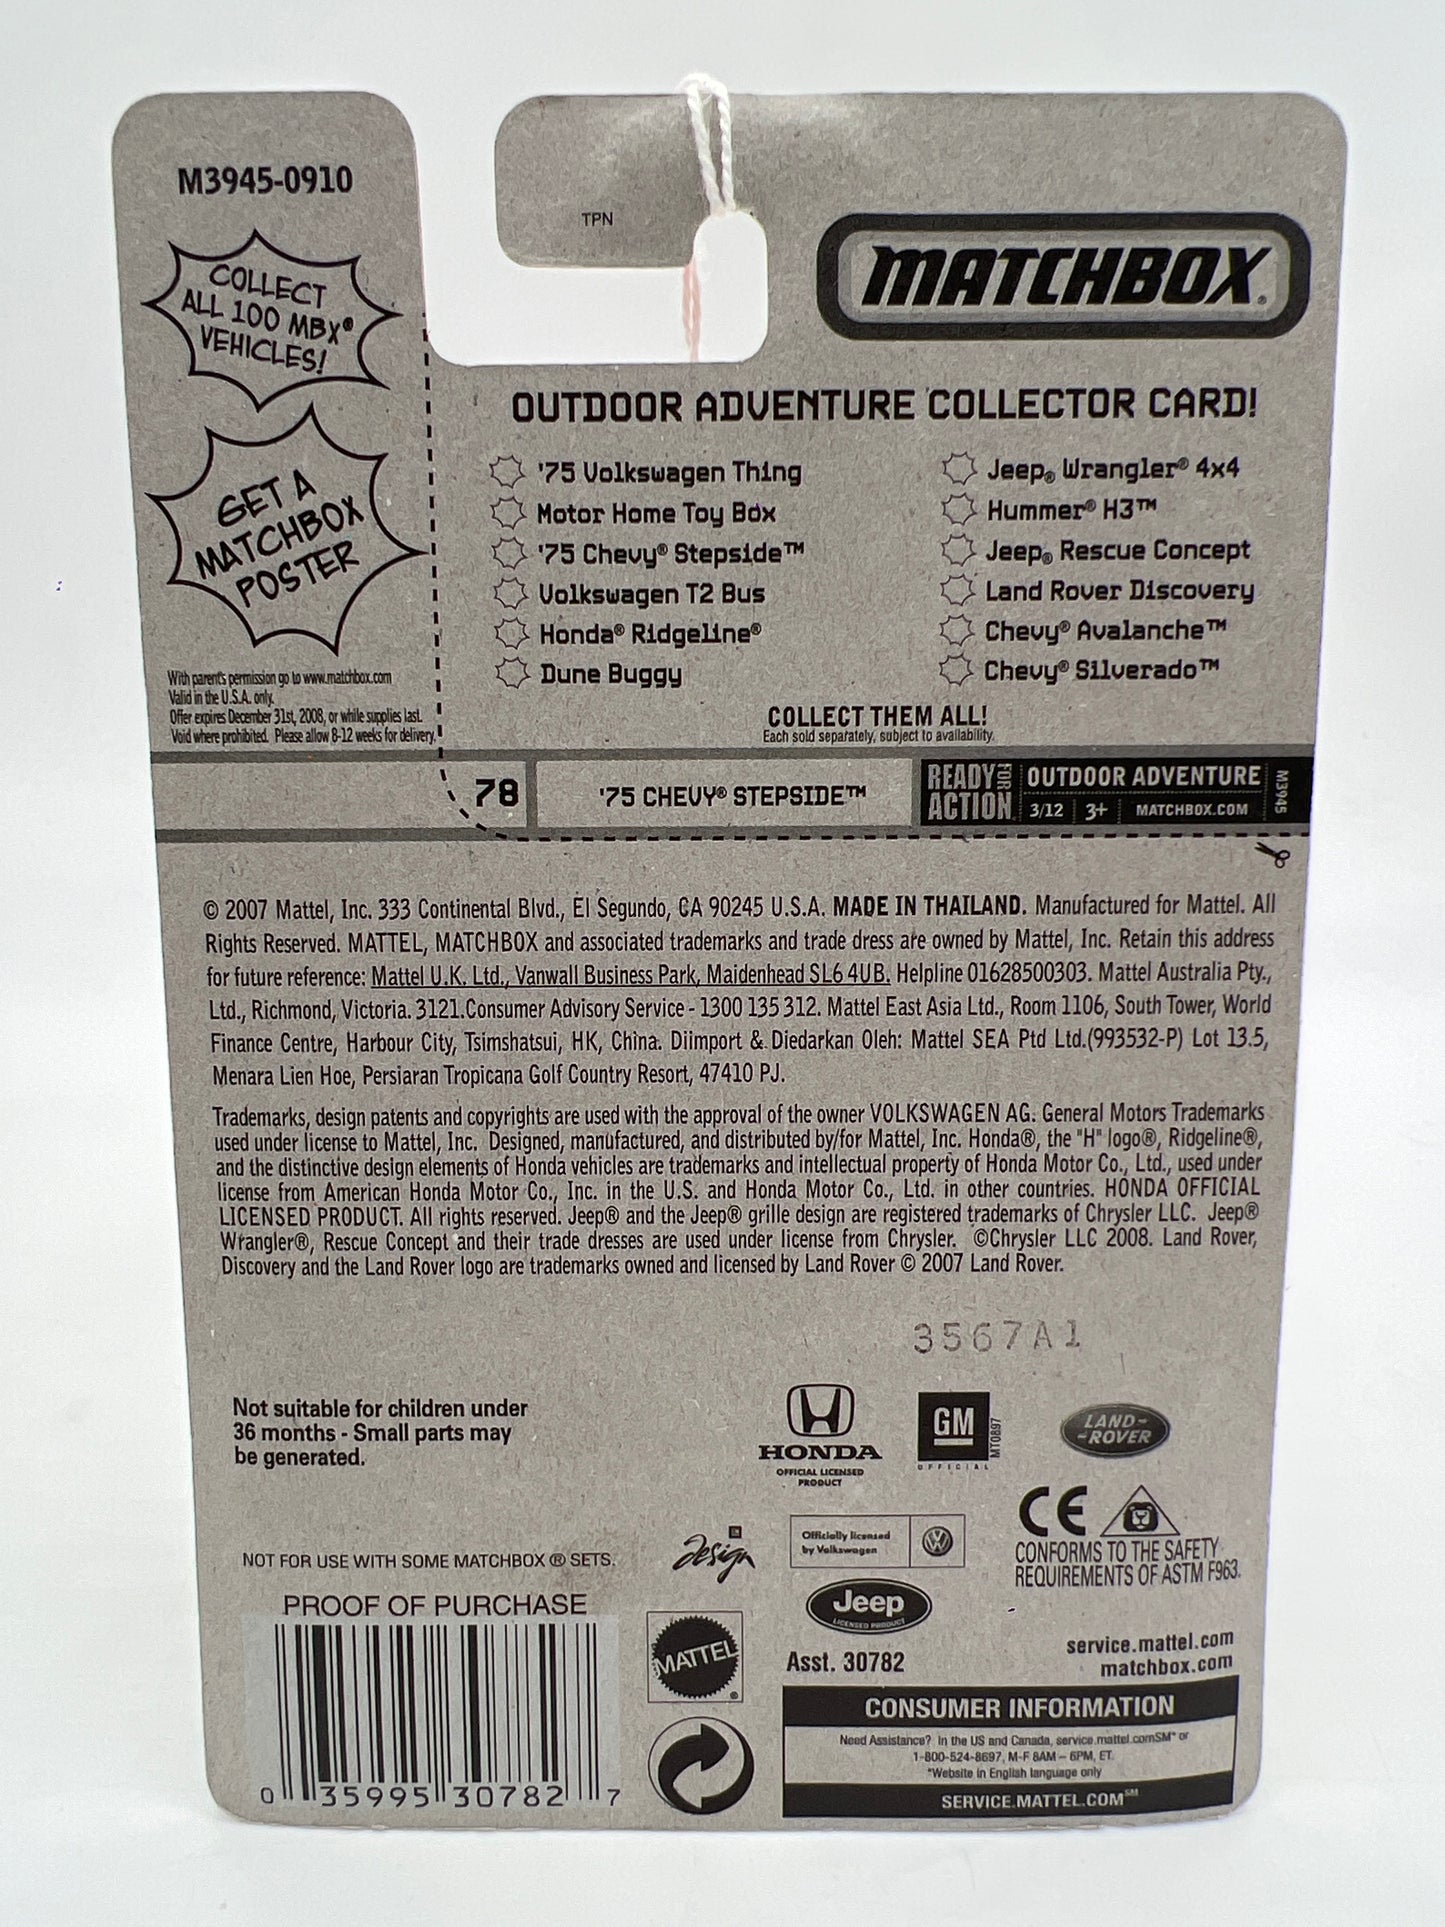 M3945-0910
TPN
COLLECT
ALL 100 MBX®
VEHICLES!
GET A
MATCHBOX
POSTER
With parent's permission go to www.matchbox.com
Valid in the U.S.A. only.
Offer expires December 31st, 2008, or while supplies last.
Void where prohibited. Please allow 8-12 weeks for delivery.
MATCHBOX®
OUTDOOR ADVENTURE COLLECTOR CARD!
'75 Volkswagen Thing
Motor Home Toy Box
'75 Chevy® Stepside™
Volkswagen T2 Bus
Honda® Ridgeline®
Dune Buggy
Jeep® Wrangler® 4x4
Hummer® H3™
Jeep® Rescue Concept
Land Rover Discovery
Chevy® Avalanche™
Chevy® Silverado™
COLLECT THEM ALL!
Each sold separately, subject to availability.
78
'75 CHEVY® STEPSIDE™
READY FOR ACTION
OUTDOOR ADVENTURE
3/12 3+ MATCHBOX.COM
M3945
© 2007 Mattel, Inc. 333 Continental Blvd., El Segundo, CA 90245 U.S.A. MADE IN THAILAND. Manufactured for Mattel. All
Rights Reserved. MATTEL, MATCHBOX and associated trademarks and trade dress are owned by Mattel, Inc. Retain this address
for future reference: Mattel U.K. Ltd., Vanwall Business Park, Maidenhead SL6 4UB. Helpline 01628500303. Mattel Australia Pty.,
Ltd., Richmond, Victoria. 3121.Consumer Advisory Service - 1300 135 312. Mattel East Asia Ltd., Room 1106, South Tower, World
Finance Centre, Harbour City, Tsimshatsui, HK, China. Diimport & Diedarkan Oleh: Mattel SEA Ptd Ltd.(993532-P) Lot 13.5,
Menara Lien Hoe, Persiaran Tropicana Golf Country Resort, 47410 PJ.
Trademarks, design patents and copyrights are used with the approval of the owner VOLKSWAGEN AG. General Motors Trademarks
used under license to Mattel, Inc. Designed, manufactured, and distributed by/for Mattel, Inc. Honda®, the "H" logo®, Ridgeline®,
and the distinctive design elements of Honda vehicles are trademarks and intellectual property of Honda Motor Co., Ltd., used under
license from American Honda Motor Co., Inc. in the U.S. and Honda Motor Co., Ltd. in other countries. HONDA OFFICIAL
LICENSED PRODUCT. All rights reserved. Jeep® and the Jeep® grille design are registered trademarks of Chrysler LLC. Jeep®
Wrangler®, Rescue Concept and their trade dresses are used under license from Chrysler. ©Chrysler LLC 2008. Land Rover,
Discovery and the Land Rover logo are trademarks owned and licensed by Land Rover © 2007 Land Rover.
3567A1
Not suitable for children under
36 months - Small parts may
be generated.
HONDA
OFFICIAL LICENSED
PRODUCT
GM
OFFICIAL
MT0897
LAND-
-ROVER
GM
Design
Officially licensed
by Volkswagen
CE
CONFORMS TO THE SAFETY
REQUIREMENTS OF ASTM F963.
Jeep
LICENSED PRODUCT
NOT FOR USE WITH SOME MATCHBOX ® SETS.
PROOF OF PURCHASE
0 35995 30782 7
MATTEL®
Asst. 30782
service.mattel.com
matchbox.com
CONSUMER INFORMATION
Need Assistance? In the US and Canada, service.mattel.comSM* or
1-800-524-8697, M-F 8AM – 6PM, ET.
*Website in English language only
SERVICE.MATTEL.COM℠